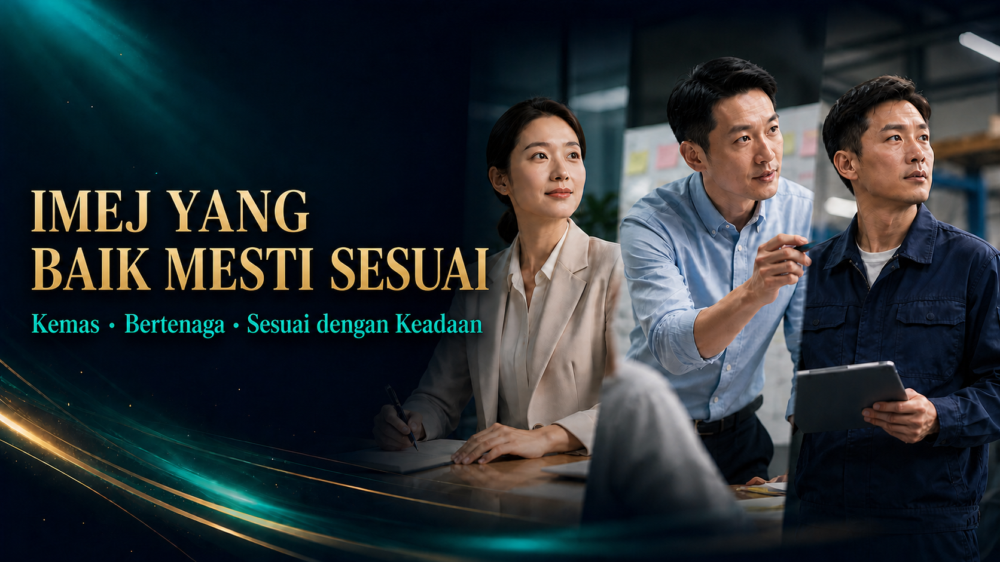 IMEJ YANG
BAIK MESTI SESUAI
Kemas • Bertenaga • Sesuai dengan Keadaan